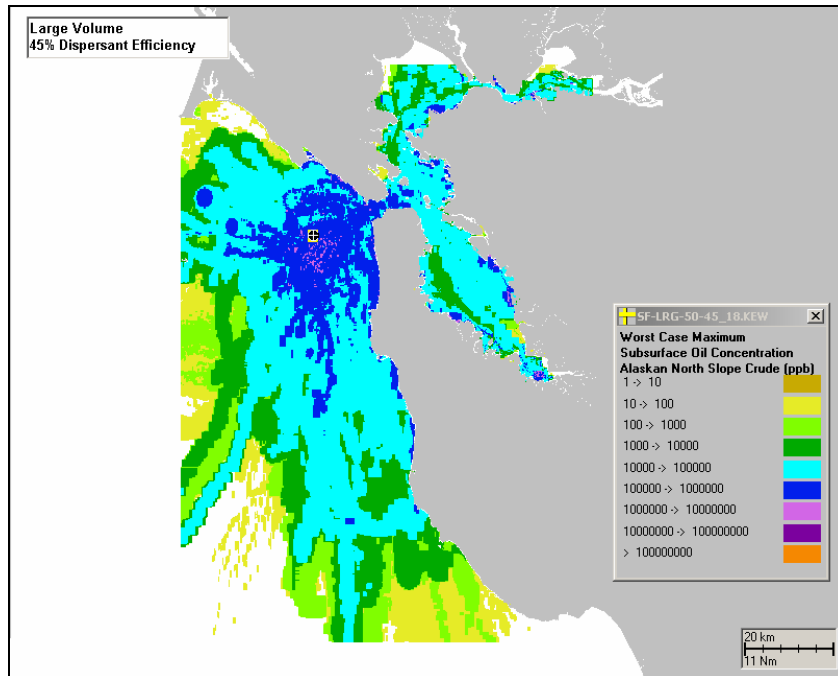 Large Volume
45% Dispersant Efficiency
SF-LRG-50-45_18.KEW
Worst Case Maximum
Subsurface Oil Concentration
Alaskan North Slope Crude (ppb)
1 -> 10
10 -> 100
100 -> 1000
1000 -> 10000
10000 -> 100000
100000 -> 1000000
1000000 -> 10000000
10000000 -> 100000000
> 100000000
20 km
11 Nm